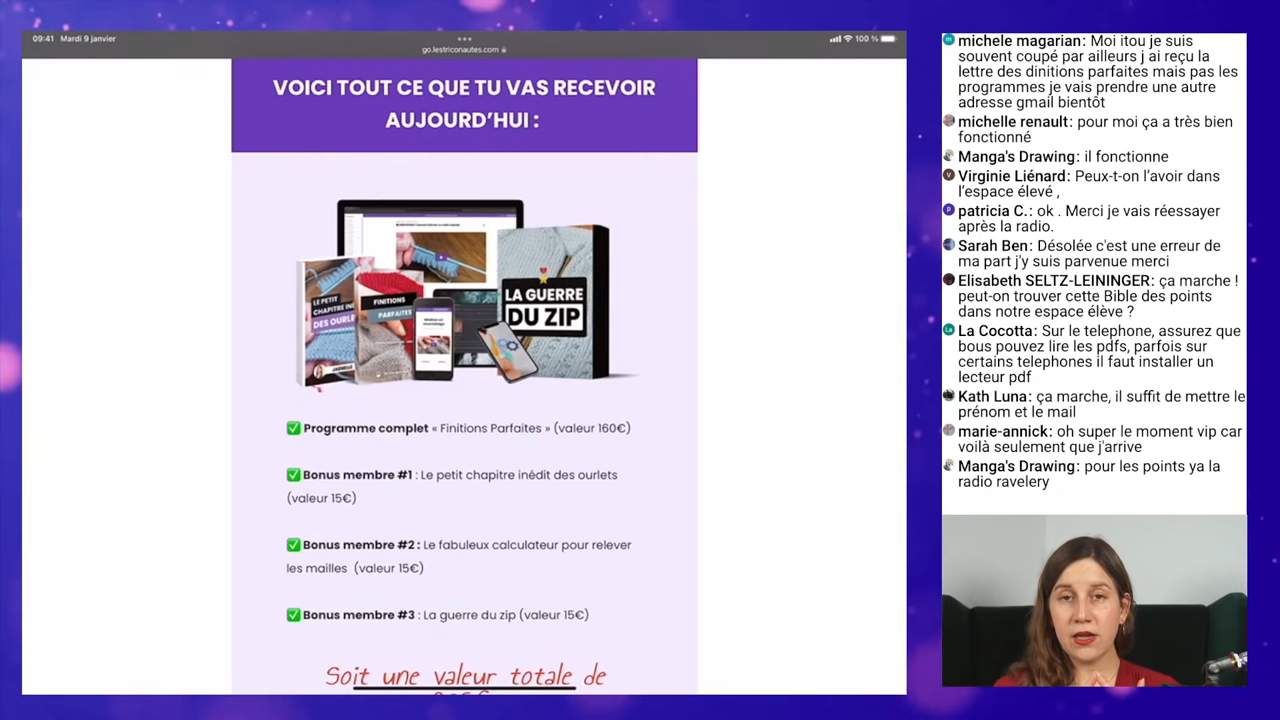 09:41 Mardi 9 janvier
go.lestriconautes.com
100 %
VOICI TOUT CE QUE TU VAS RECEVOIR
AUJOURD'HUI :
LE PETIT
CHAPITRE
DES OURLETS
FINITIONS
PARFAITES
LA GUERRE
DU ZIP
✅ Programme complet « Finitions Parfaites » (valeur 160€)
✅ Bonus membre #1 : Le petit chapitre inédit des ourlets
(valeur 15€)
✅ Bonus membre #2 : Le fabuleux calculateur pour relever
les mailles (valeur 15€)
✅ Bonus membre #3 : La guerre du zip (valeur 15€)
Soit une valeur totale de
michele magarian: Moi itou je suis
souvent coupé par ailleurs j ai reçu la
lettre des dinitions parfaites mais pas les
programmes je vais prendre une autre
adresse gmail bientôt
michelle renault: pour moi ça a très bien
fonctionné
Manga's Drawing: il fonctionne
Virginie Liénard: Peux-t-on l'avoir dans
l'espace élevé ,
patricia C.: ok . Merci je vais réessayer
après la radio.
Sarah Ben: Désolée c'est une erreur de
ma part j'y suis parvenue merci
Elisabeth SELTZ-LEININGER: ça marche !
peut-on trouver cette Bible des points
dans notre espace élève ?
La Cocotta: Sur le telephone, assurez que
bous pouvez lire les pdfs, parfois sur
certains telephones il faut installer un
lecteur pdf
Kath Luna: ça marche, il suffit de mettre le
prénom et le mail
marie-annick: oh super le moment vip car
voilà seulement que j'arrive
Manga's Drawing: pour les points ya la
radio ravelery